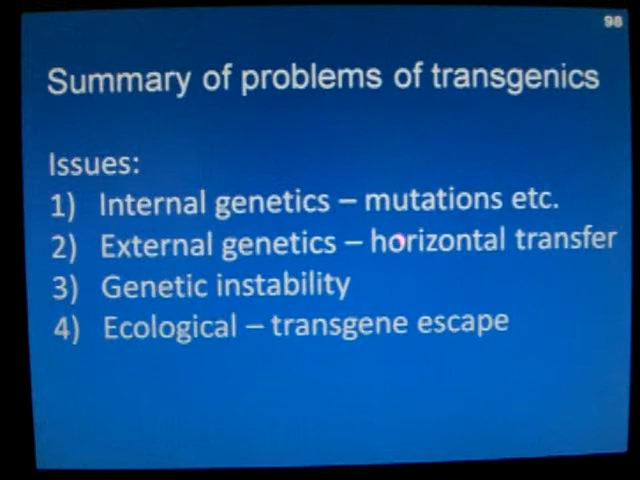 98
Summary of problems of transgenics
Issues:
1) Internal genetics – mutations etc.
2) External genetics – horizontal transfer
3) Genetic instability
4) Ecological – transgene escape